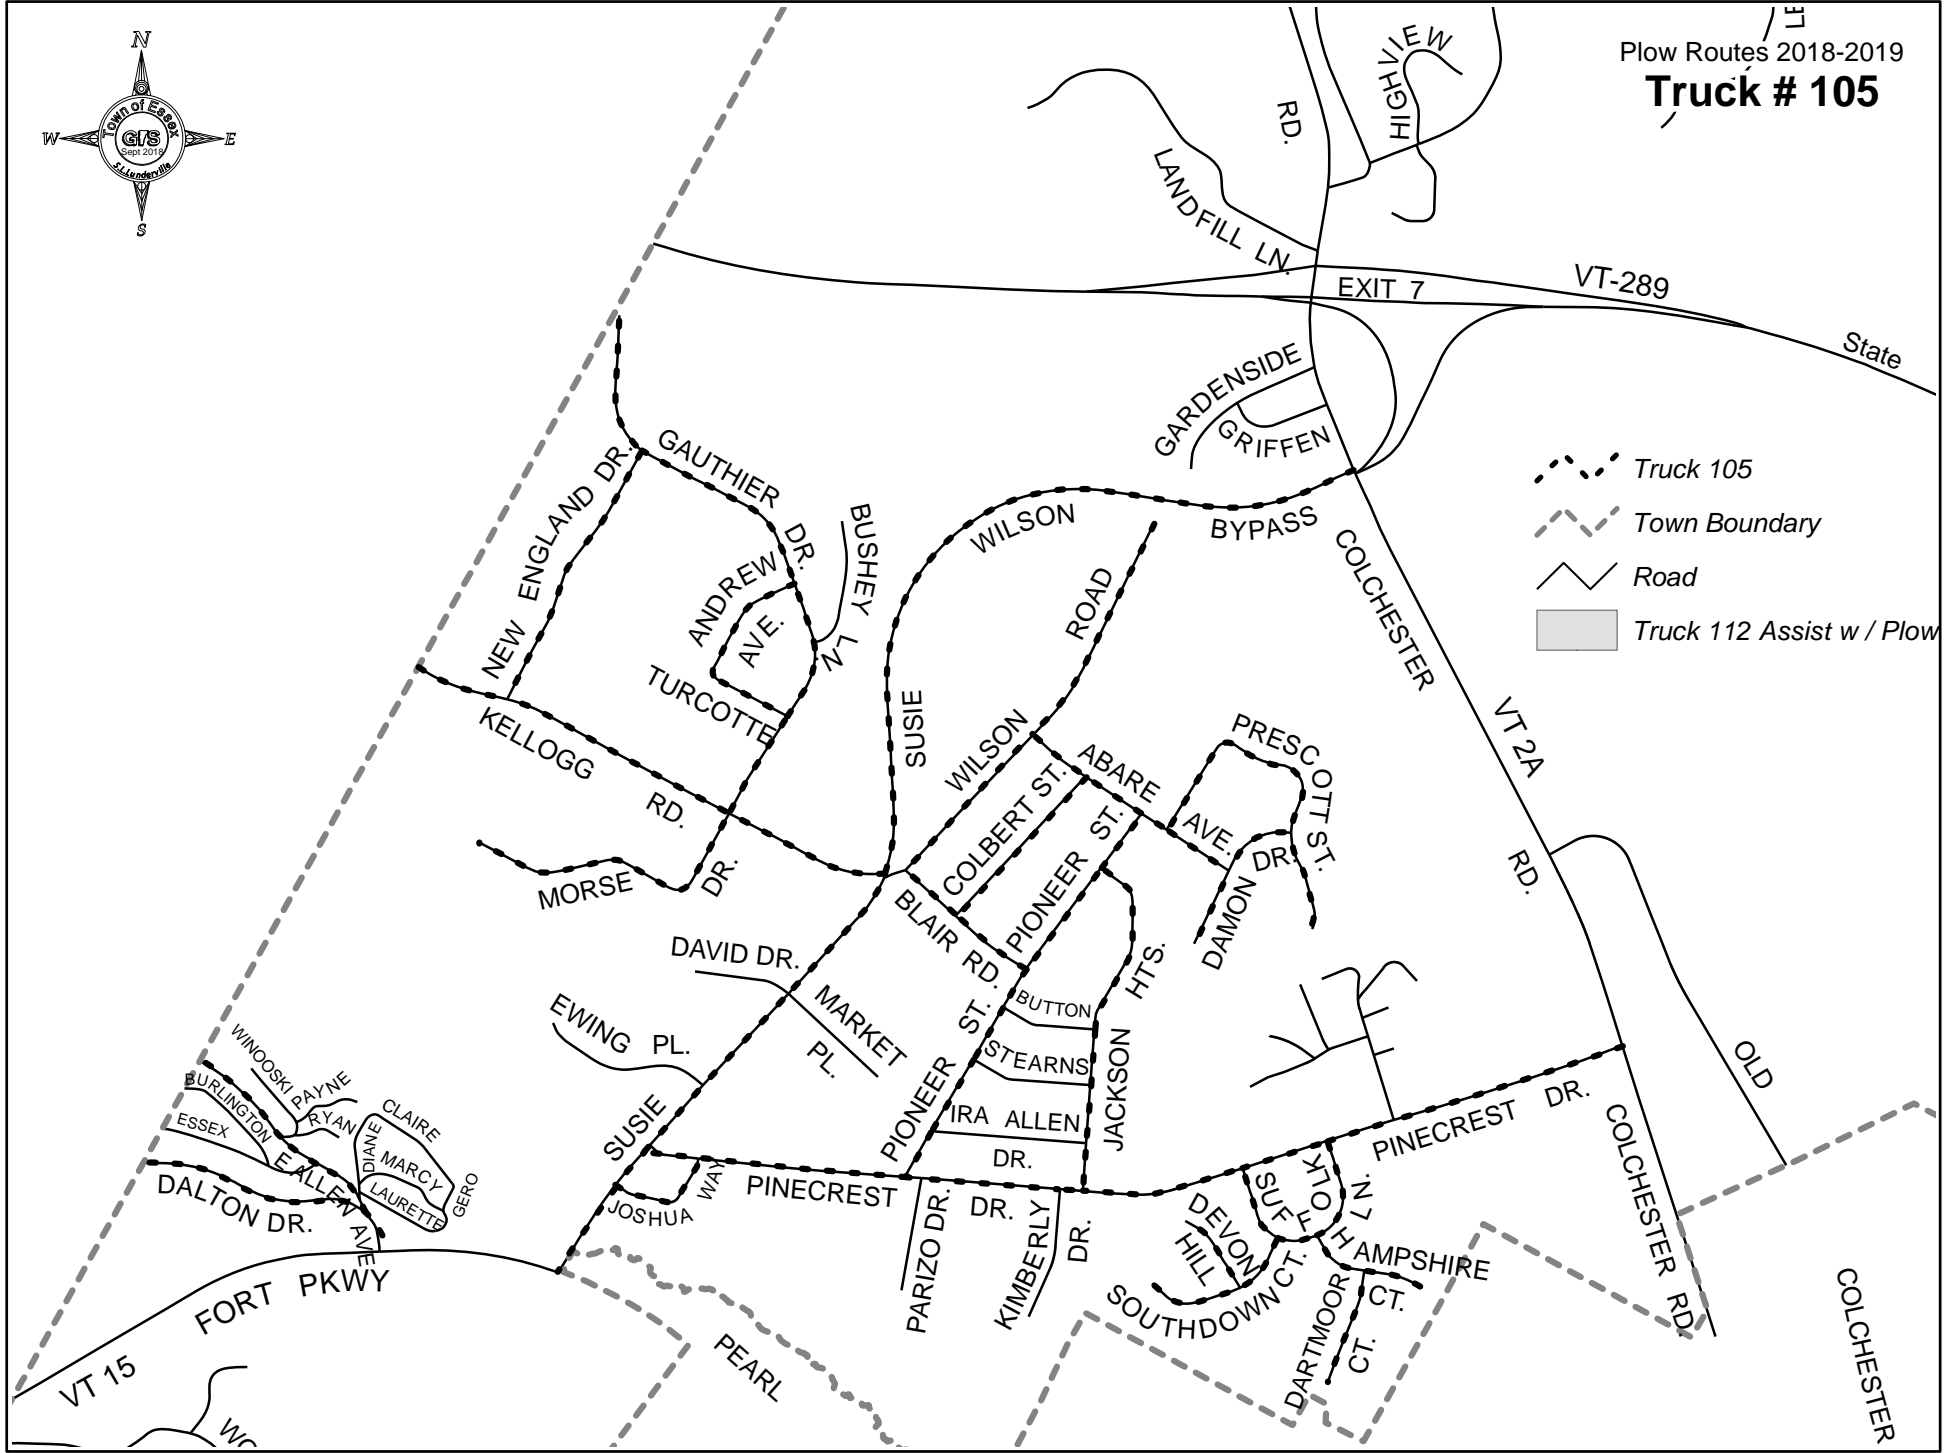 Plow Routes 2018-2019
Truck # 105
N
W
E
S
Town of Essex
GIS
Sept 2018
S.L.Lunderville
HIGHVIEW
RD.
LANDFILL LN.
EXIT 7
VT-289
State
GARDENSIDE
GRIFFEN
Truck 105
Town Boundary
Road
Truck 112 Assist w / Plow
GAUTHIER DR.
NEW ENGLAND DR.
BUSHEY LN.
ANDREW AVE.
TURCOTTE
KELLOGG RD.
MORSE DR.
SUSIE WILSON BYPASS
WILSON ROAD
COLCHESTER
VT 2A
RD.
ABARE AVE.
PRESCOTT ST.
COLBERT ST.
PIONEER ST.
DAMON DR.
BLAIR RD.
DAVID DR.
MARKET PL.
EWING PL.
SUSIE
PIONEER ST.
BUTTON
STEARNS
IRA ALLEN DR.
JACKSON HTS.
OLD
WINOOSKI
PAYNE
RYAN
BURLINGTON
ESSEX
CLAIRE
DIANE
MARCY
LAURETTE
GERO
E ALLEN AVE
DALTON DR.
JOSHUA WAY
PINECREST DR.
PINECREST DR.
PARIZO DR.
KIMBERLY DR.
SUFFOLK LN.
DEVON HILL
SOUTHDOWN CT.
HAMPSHIRE CT.
DARTMOOR CT.
COLCHESTER RD.
COLCHESTER
FORT PKWY
VT 15
PEARL